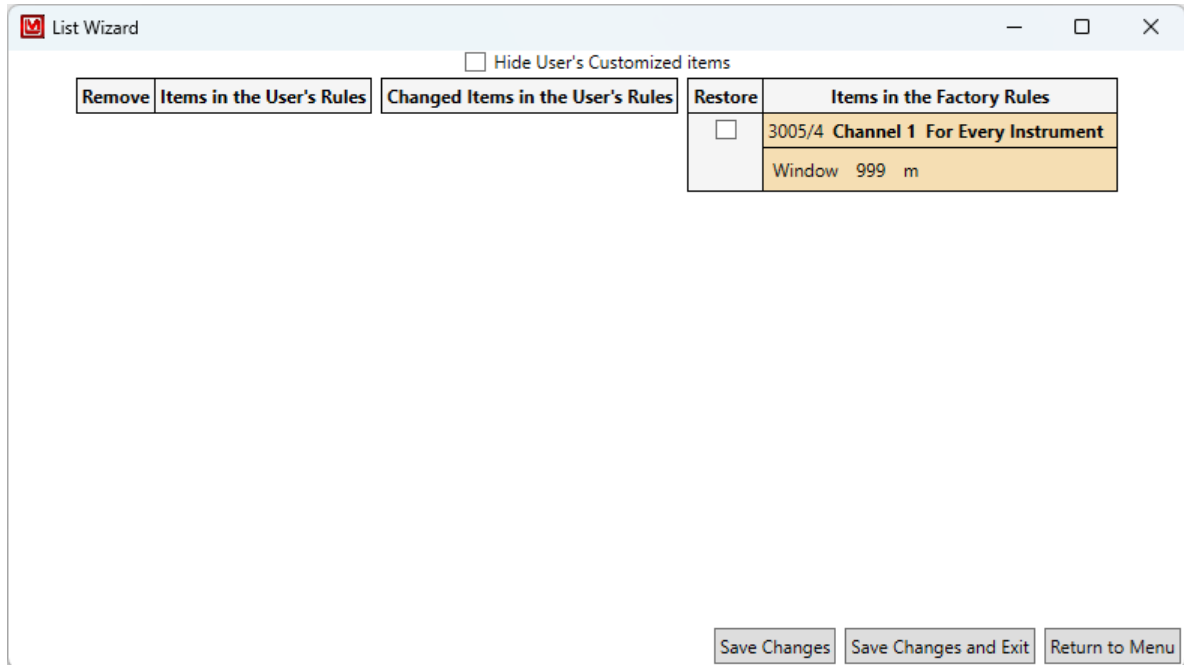 List Wizard
Hide User's Customized items
Remove Items in the User's Rules Changed Items in the User's Rules Restore Items in the Factory Rules
3005/4 Channel 1 For Every Instrument
Window 999 m
Save Changes Save Changes and Exit Return to Menu